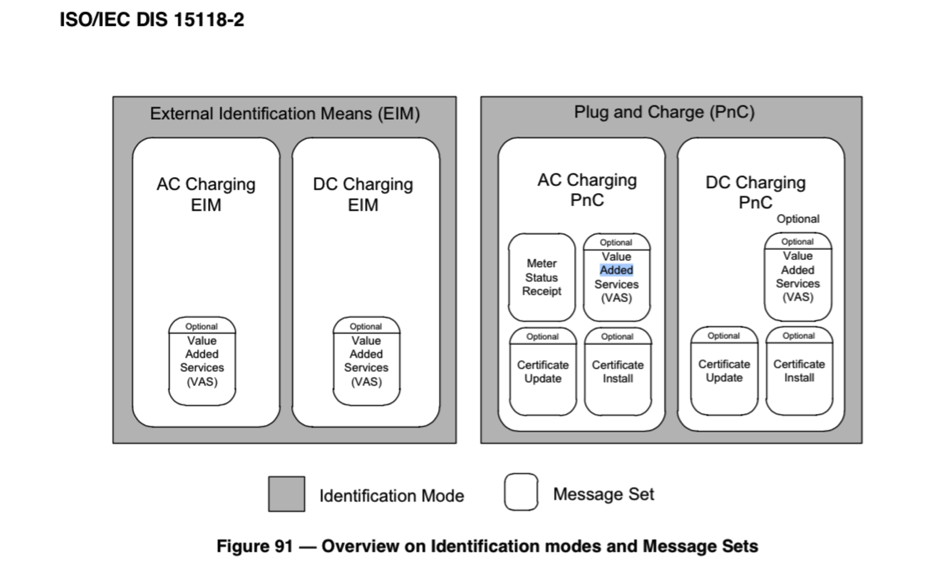 ISO/IEC DIS 15118-2
External Identification Means (EIM)
AC Charging
EIM
Optional
Value
Added
Services
(VAS)
DC Charging
EIM
Optional
Value
Added
Services
(VAS)
Plug and Charge (PnC)
AC Charging
PnC
Meter
Status
Receipt
Optional
Value
Added
Services
(VAS)
Optional
Certificate
Update
Optional
Certificate
Install
DC Charging
PnC
Optional
Optional
Value
Added
Services
(VAS)
Optional
Certificate
Update
Optional
Certificate
Install
Identification Mode
Message Set
Figure 91 — Overview on Identification modes and Message Sets